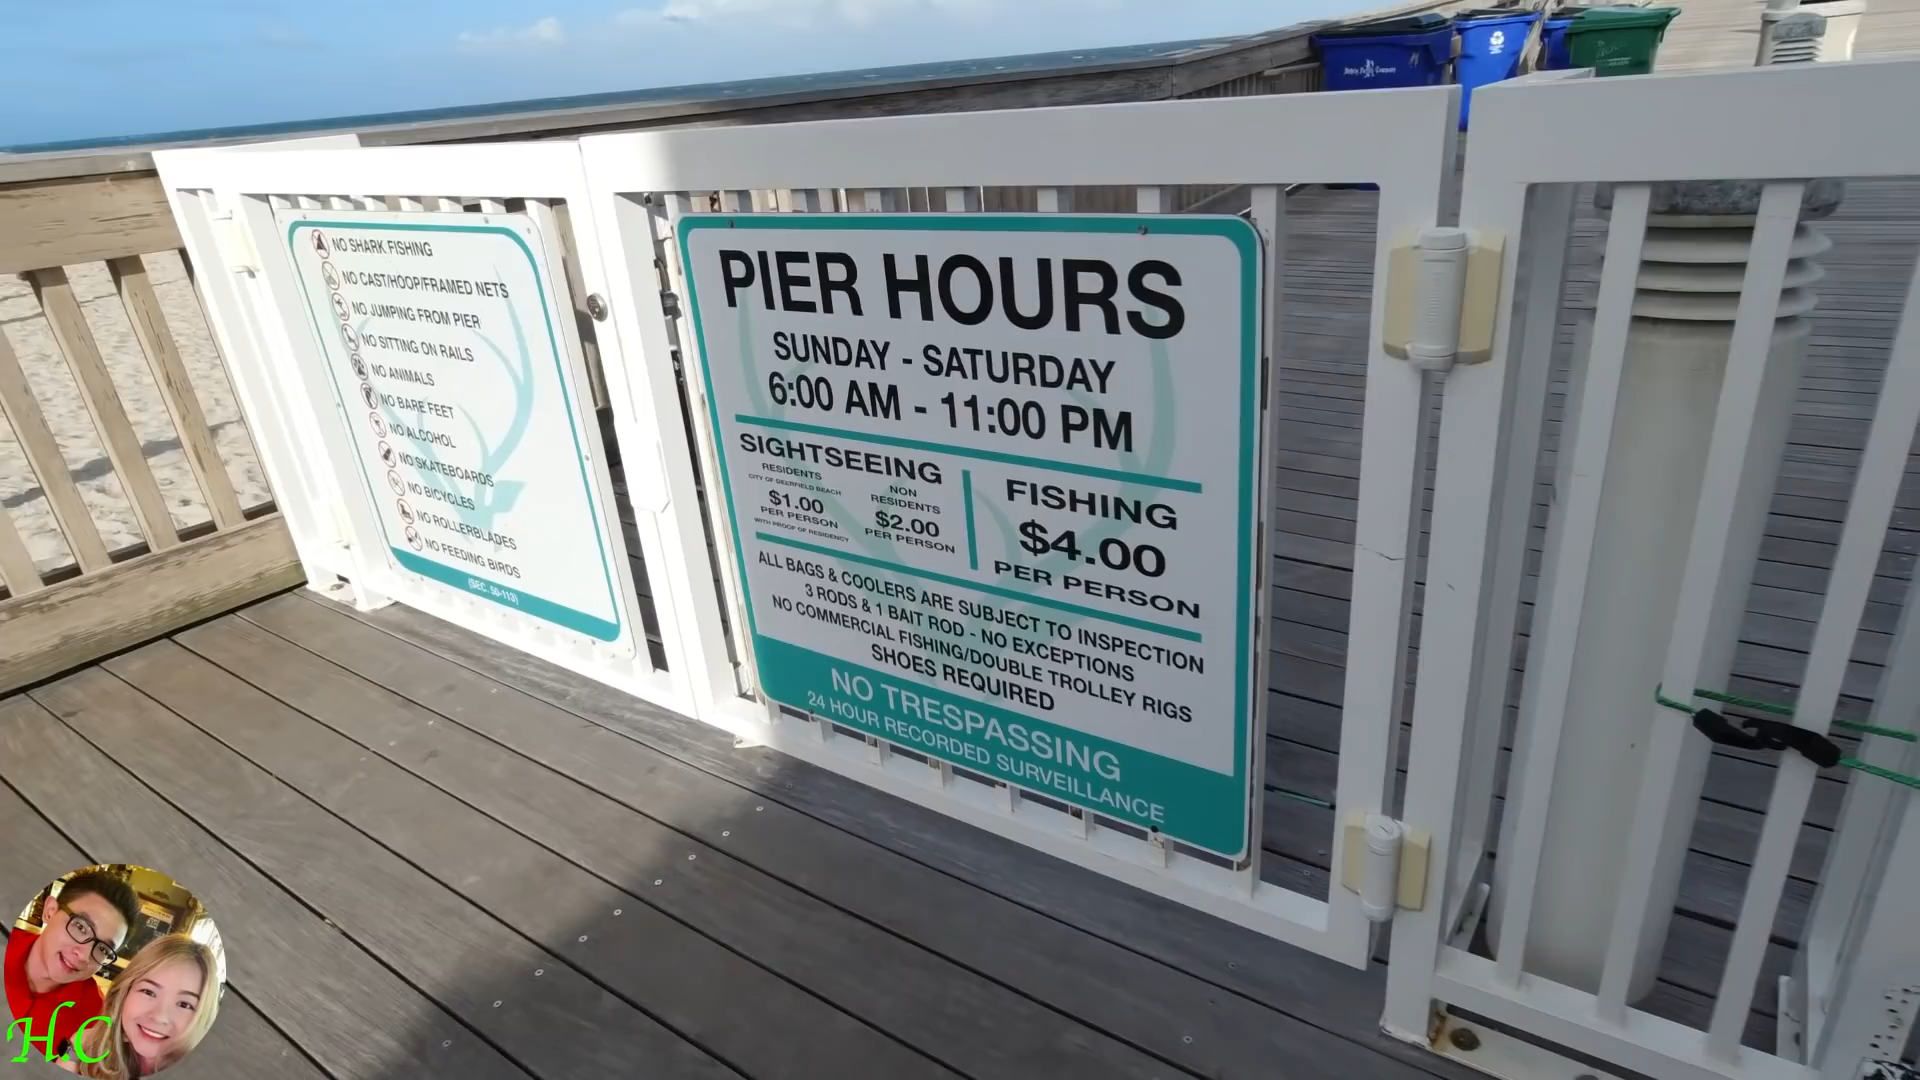 NO SHARK FISHING
NO CAST/HOOP/FRAMED NETS
NO JUMPING FROM PIER
NO SITTING ON RAILS
NO ANIMALS
NO BARE FEET
NO ALCOHOL
NO SKATEBOARDS
NO BICYCLES
NO ROLLERBLADES
NO FEEDING BIRDS
(SEC. 50-113)
PIER HOURS
SUNDAY - SATURDAY
6:00 AM - 11:00 PM
SIGHTSEEING
RESIDENTS
CITY OF DEERFIELD BEACH
$1.00
PER PERSON
WITH PROOF OF RESIDENCY
NON
RESIDENTS
$2.00
PER PERSON
FISHING
$4.00
PER PERSON
ALL BAGS & COOLERS ARE SUBJECT TO INSPECTION
3 RODS & 1 BAIT ROD - NO EXCEPTIONS
NO COMMERCIAL FISHING/DOUBLE TROLLEY RIGS
SHOES REQUIRED
NO TRESPASSING
24 HOUR RECORDED SURVEILLANCE
H.C